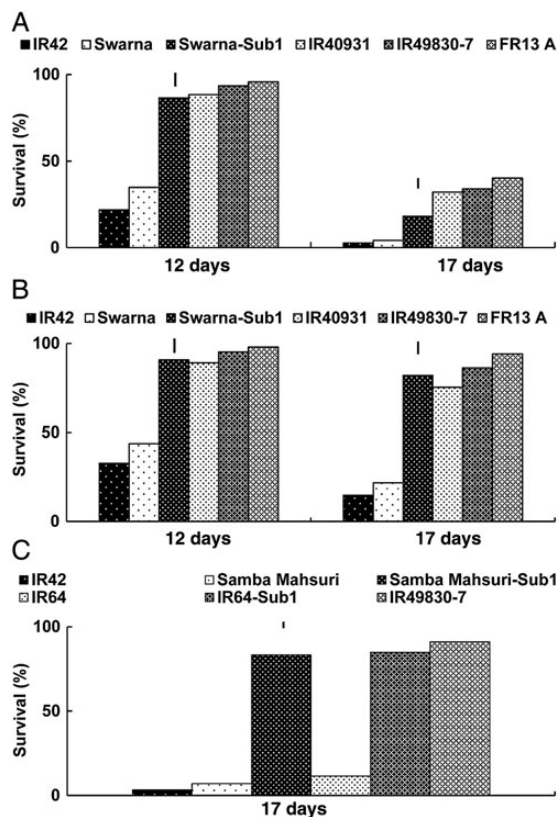 A
IR42 Swarna Swarna-Sub1 IR40931 IR49830-7 FR13 A
100
50
0
Survival (%)
12 days 17 days
B
IR42 Swarna Swarna-Sub1 IR40931 IR49830-7 FR13 A
100
50
0
Survival (%)
12 days 17 days
C
IR42 Samba Mahsuri Samba Mahsuri-Sub1
IR64 IR64-Sub1 IR49830-7
100
50
0
Survival (%)
17 days